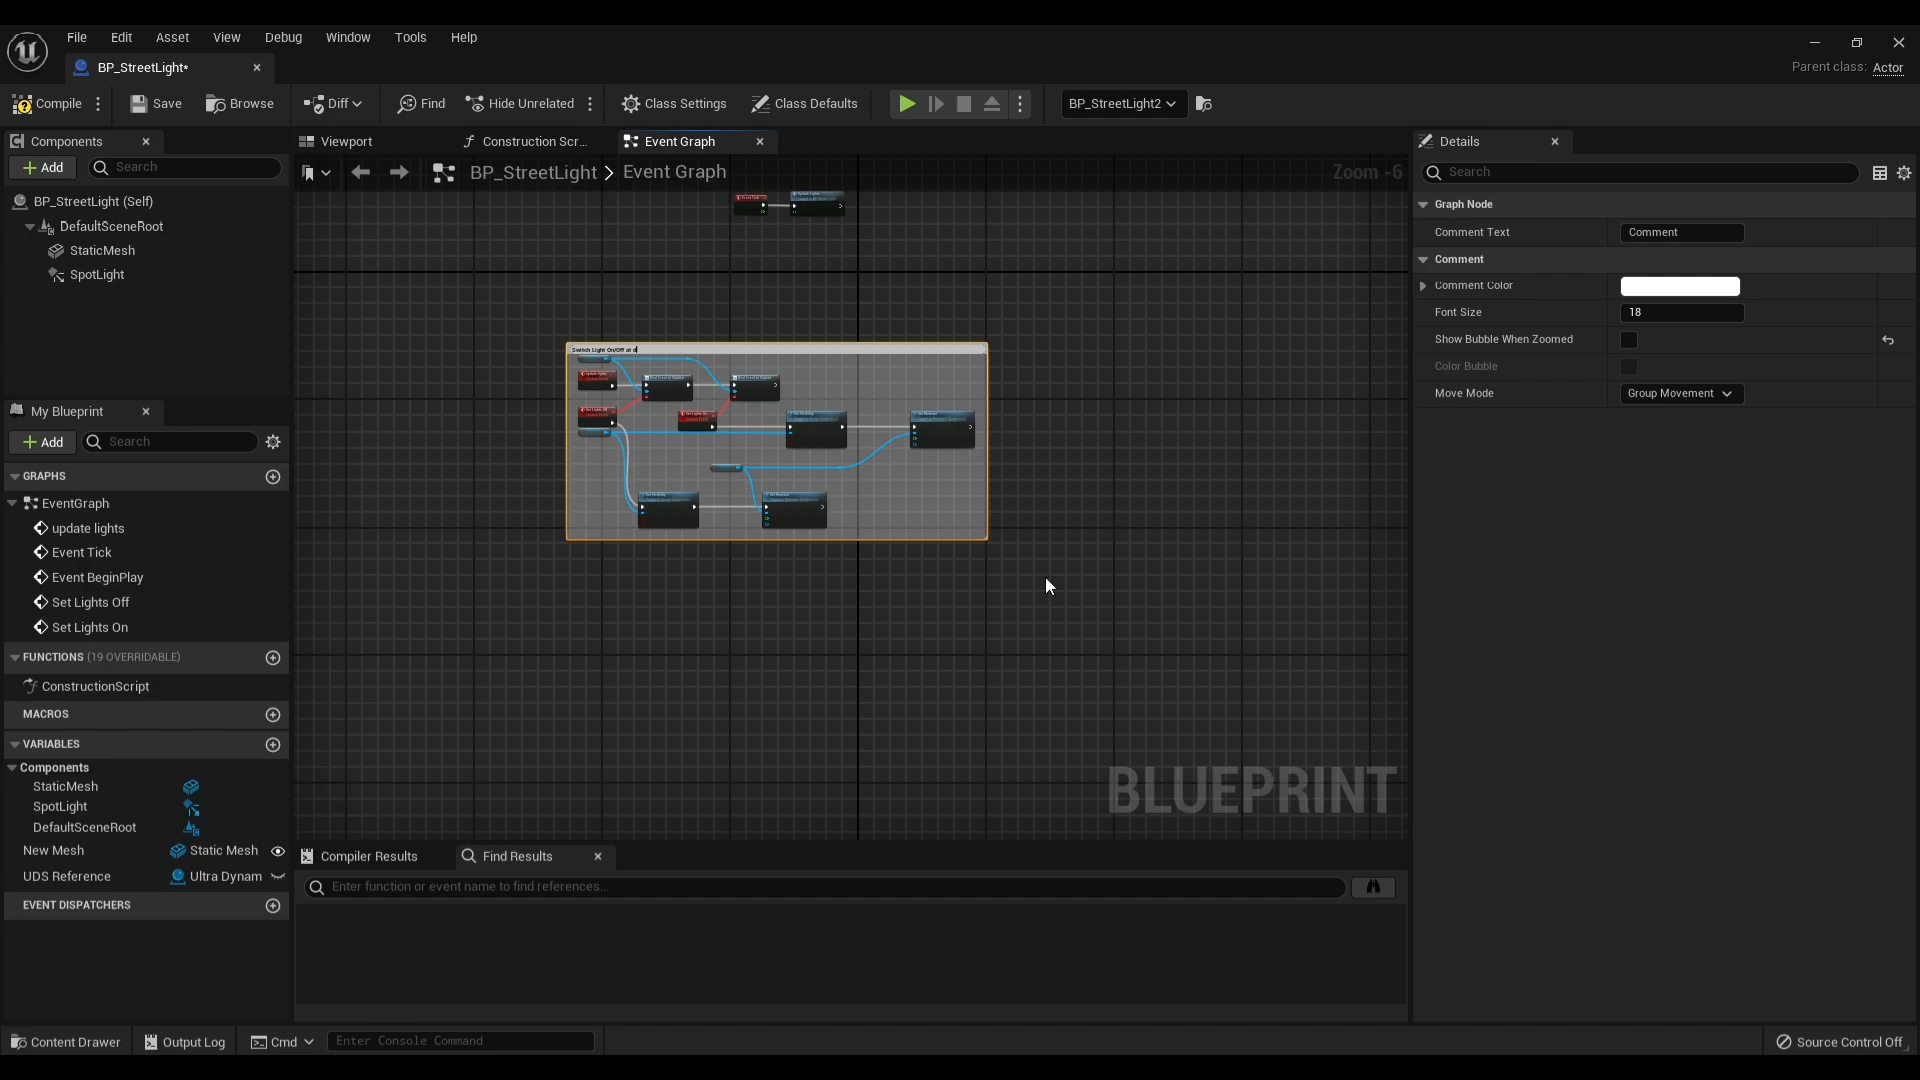 File Edit Asset View Debug Window Tools Help
BP_StreetLight*
Parent class: Actor
Compile Save Browse Diff Find Hide Unrelated Class Settings Class Defaults BP_StreetLight2
Components
Add Search
BP_StreetLight (Self)
DefaultSceneRoot
StaticMesh
SpotLight
My Blueprint
Add Search
GRAPHS
EventGraph
update lights
Event Tick
Event BeginPlay
Set Lights Off
Set Lights On
FUNCTIONS (19 OVERRIDABLE)
ConstructionScript
MACROS
VARIABLES
Components
StaticMesh
SpotLight
DefaultSceneRoot
New Mesh Static Mesh
UDS Reference Ultra Dynam
EVENT DISPATCHERS
Viewport Construction Scr... Event Graph
BP_StreetLight > Event Graph Zoom -6
Switch Light On/Off at d
BLUEPRINT
Compiler Results Find Results
Enter function or event name to find references...
Details
Search
Graph Node
Comment Text Comment
Comment
Comment Color
Font Size 18
Show Bubble When Zoomed
Color Bubble
Move Mode Group Movement
Content Drawer Output Log Cmd Enter Console Command Source Control Off